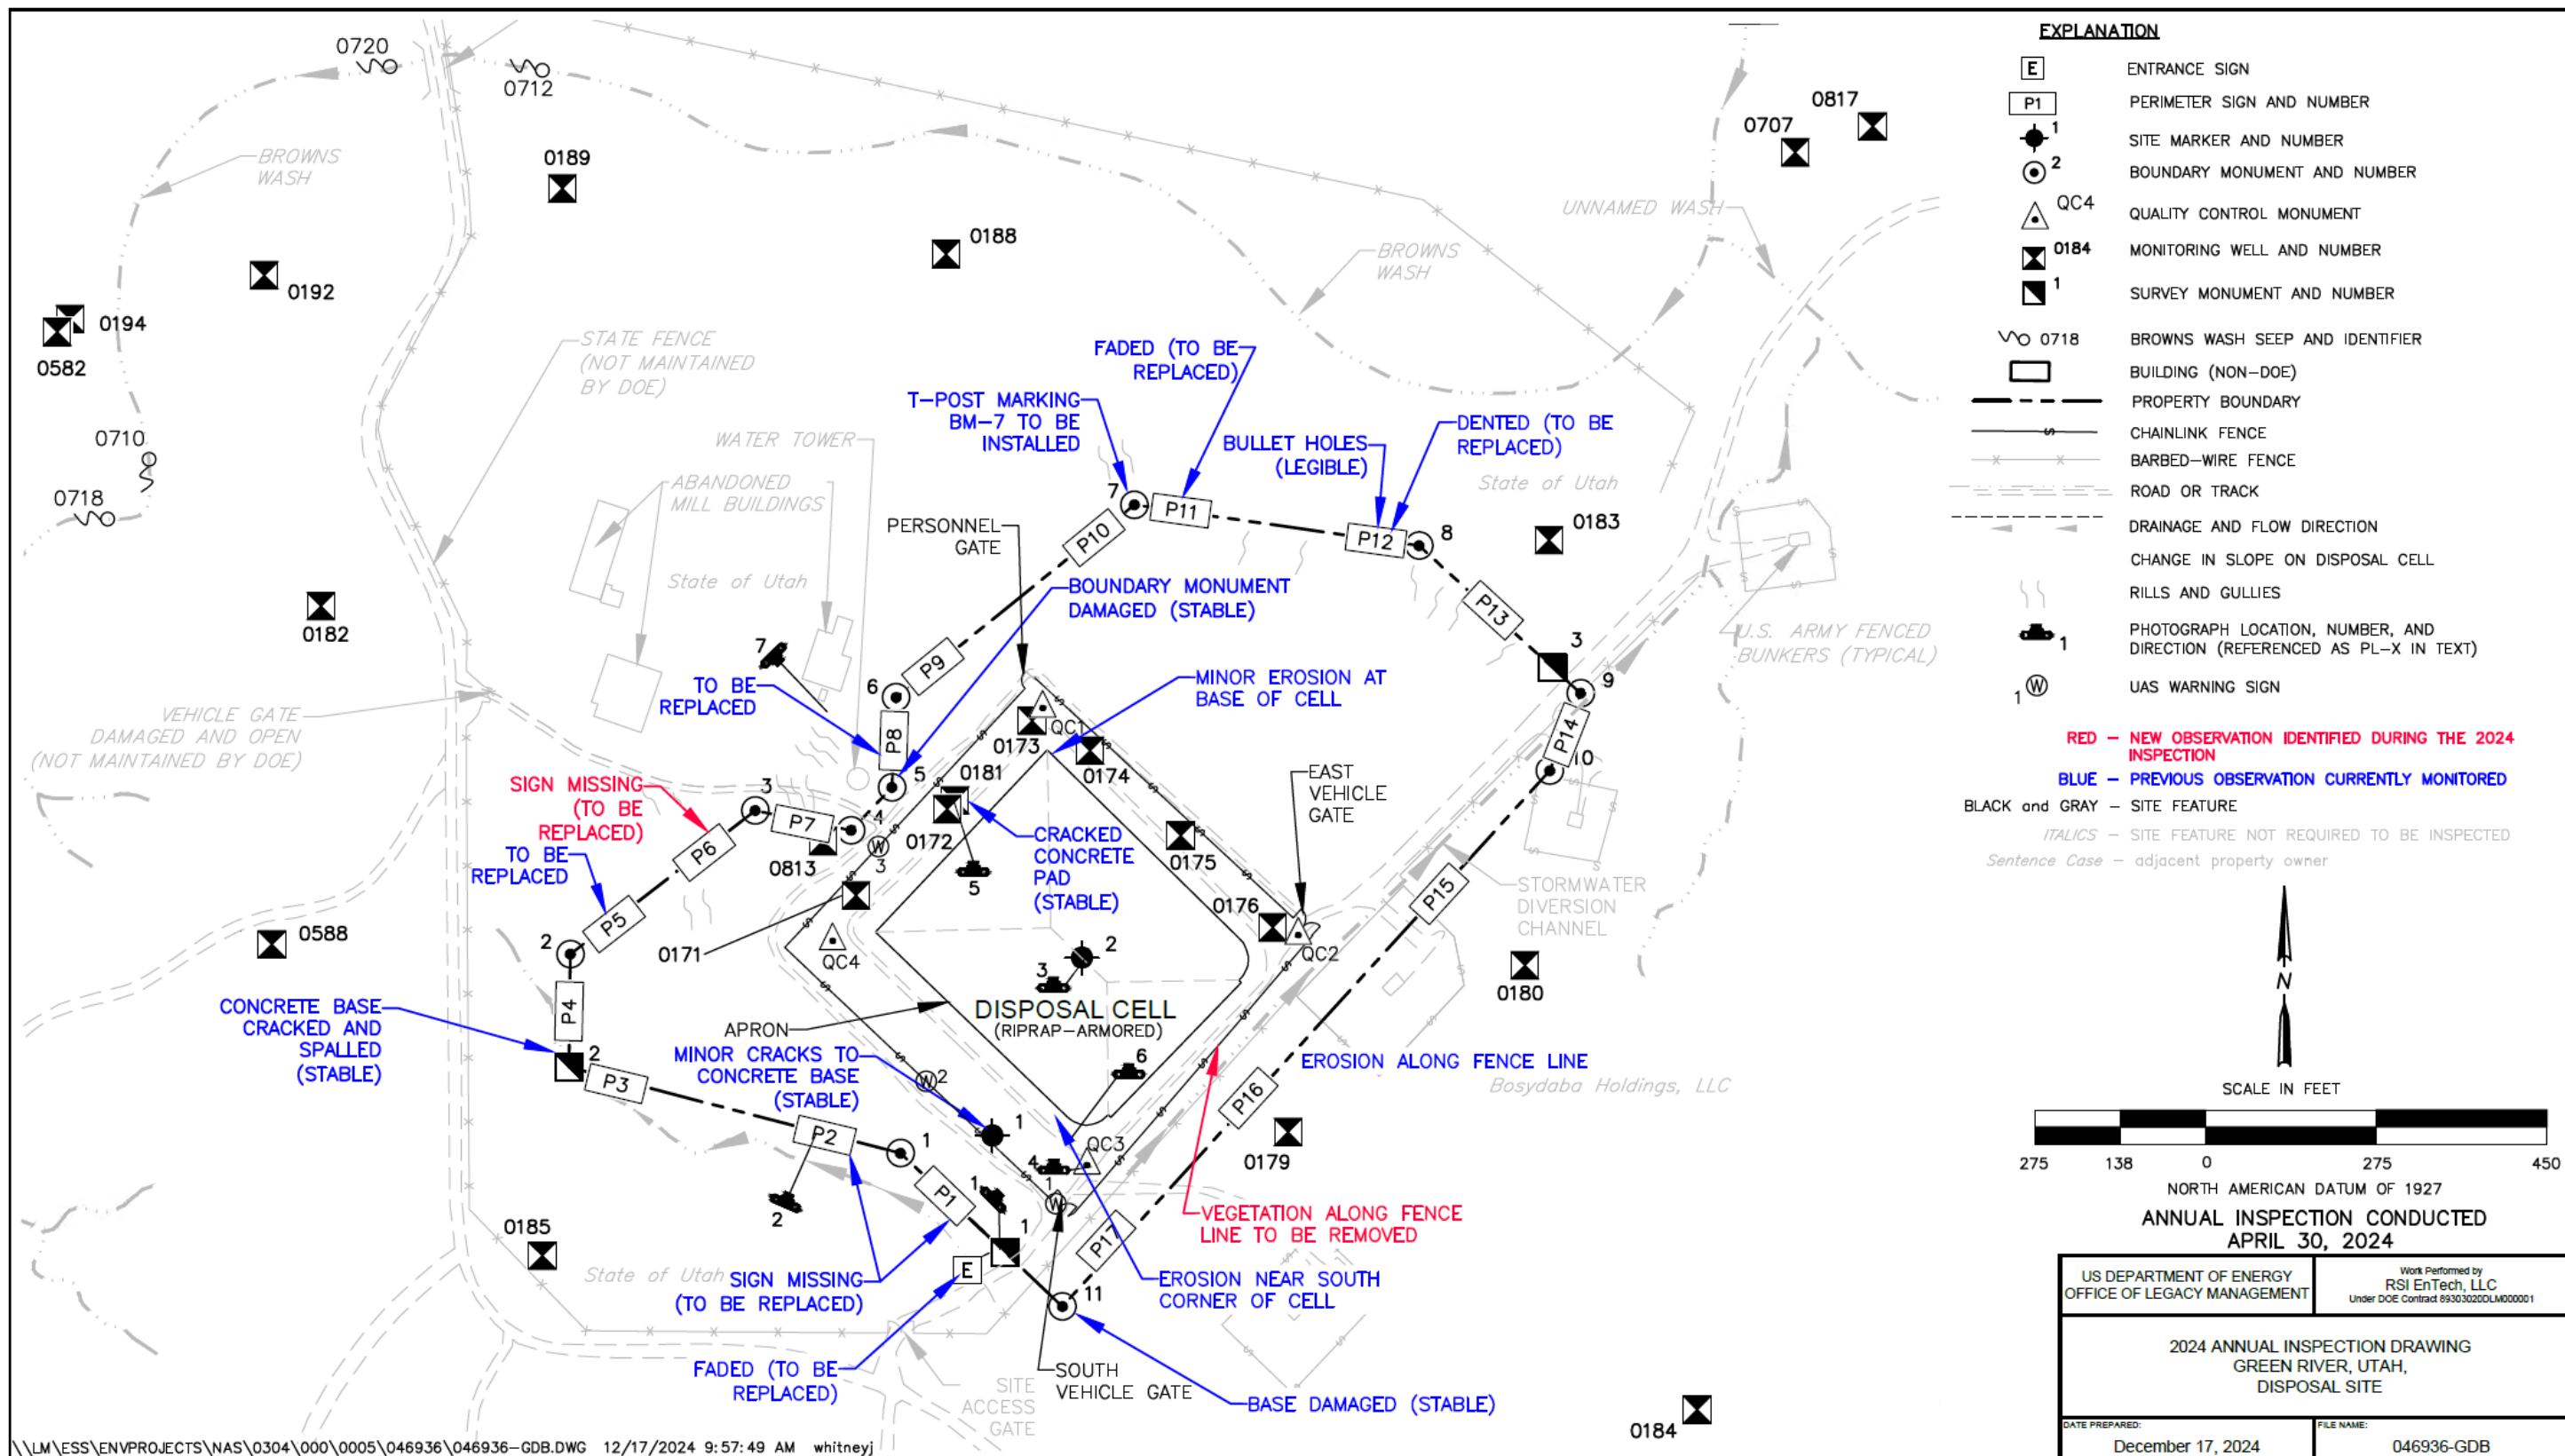 0720
0712
BROWNS
WASH
0189
0188
0192
0194
0582
0710
0718
0707
0817
UNNAMED WASH
BROWNS
WASH
STATE FENCE
(NOT MAINTAINED
BY DOE)
FADED (TO BE
REPLACED)
T-POST MARKING
BM-7 TO BE
INSTALLED
BULLET HOLES
(LEGIBLE)
DENTED (TO BE
REPLACED)
WATER TOWER
ABANDONED
MILL BUILDINGS
State of Utah
7
P11
P10
P12
8
0183
PERSONNEL
GATE
State of Utah
BOUNDARY MONUMENT
DAMAGED (STABLE)
P13
0182
U.S. ARMY FENCED
BUNKERS (TYPICAL)
7
P9
6
3
9
TO BE
REPLACED
MINOR EROSION AT
BASE OF CELL
VEHICLE GATE
DAMAGED AND OPEN
(NOT MAINTAINED BY DOE)
P8
QC1
0173
0174
P14
10
5
0181
EAST
VEHICLE
GATE
SIGN MISSING
(TO BE
REPLACED)
3
P7
4
P6
0813
W
3
0172
CRACKED
CONCRETE
PAD
(STABLE)
0175
5
TO BE
REPLACED
P5
P15
STORMWATER
DIVERSION
CHANNEL
0176
QC2
0588
2
0171
QC4
2
3
0180
DISPOSAL CELL
(RIPRAP-ARMORED)
CONCRETE BASE
CRACKED AND
SPALLED
(STABLE)
P4
APRON
MINOR CRACKS TO
CONCRETE BASE
(STABLE)
2
P3
6
EROSION ALONG FENCE LINE
Bosydaba Holdings, LLC
W
2
P16
P2
1
1
QC3
4
0179
P1
1
2
1
W
1
P17
VEGETATION ALONG FENCE
LINE TO BE REMOVED
0185
State of Utah
SIGN MISSING
(TO BE REPLACED)
E
11
EROSION NEAR SOUTH
CORNER OF CELL
FADED (TO BE
REPLACED)
SITE
ACCESS
GATE
SOUTH
VEHICLE GATE
BASE DAMAGED (STABLE)
0184
\\LM\ESS\ENVPROJECTS\NAS\0304\000\0005\046936\046936-GDB.DWG 12/17/2024 9:57:49 AM whitneyj
EXPLANATION
E ENTRANCE SIGN
P1 PERIMETER SIGN AND NUMBER
1 SITE MARKER AND NUMBER
2 BOUNDARY MONUMENT AND NUMBER
QC4 QUALITY CONTROL MONUMENT
0184 MONITORING WELL AND NUMBER
1 SURVEY MONUMENT AND NUMBER
0718 BROWNS WASH SEEP AND IDENTIFIER
BUILDING (NON-DOE)
PROPERTY BOUNDARY
S CHAINLINK FENCE
BARBED-WIRE FENCE
ROAD OR TRACK
DRAINAGE AND FLOW DIRECTION
CHANGE IN SLOPE ON DISPOSAL CELL
RILLS AND GULLIES
1 PHOTOGRAPH LOCATION, NUMBER, AND
DIRECTION (REFERENCED AS PL-X IN TEXT)
1 W UAS WARNING SIGN
RED - NEW OBSERVATION IDENTIFIED DURING THE 2024
INSPECTION
BLUE - PREVIOUS OBSERVATION CURRENTLY MONITORED
BLACK and GRAY - SITE FEATURE
ITALICS - SITE FEATURE NOT REQUIRED TO BE INSPECTED
Sentence Case - adjacent property owner
N
SCALE IN FEET
275 138 0 275 450
NORTH AMERICAN DATUM OF 1927
ANNUAL INSPECTION CONDUCTED
APRIL 30, 2024
US DEPARTMENT OF ENERGY
OFFICE OF LEGACY MANAGEMENT
Work Performed by
RSI EnTech, LLC
Under DOE Contract 89303020DLM000001
2024 ANNUAL INSPECTION DRAWING
GREEN RIVER, UTAH,
DISPOSAL SITE
DATE PREPARED:
December 17, 2024
FILE NAME:
046936-GDB